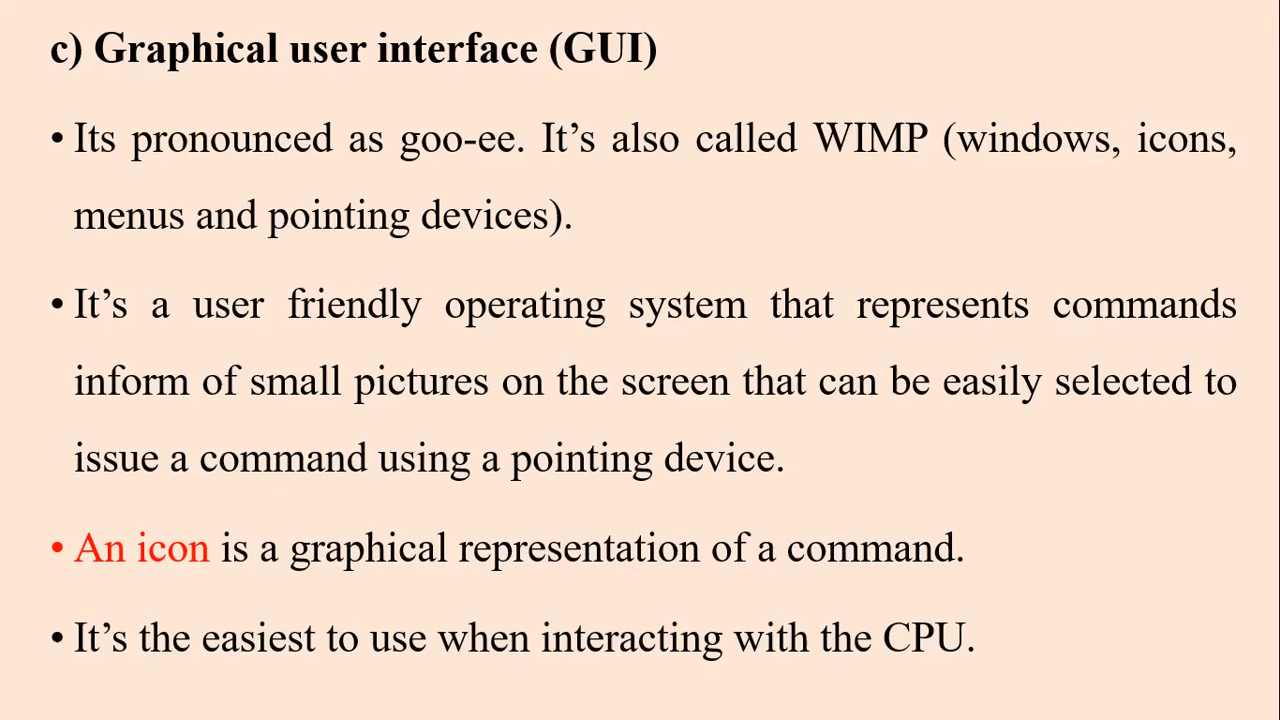 c) Graphical user interface (GUI)
• Its pronounced as goo-ee. It’s also called WIMP (windows, icons,
menus and pointing devices).
• It’s a user friendly operating system that represents commands
inform of small pictures on the screen that can be easily selected to
issue a command using a pointing device.
• An icon is a graphical representation of a command.
• It’s the easiest to use when interacting with the CPU.